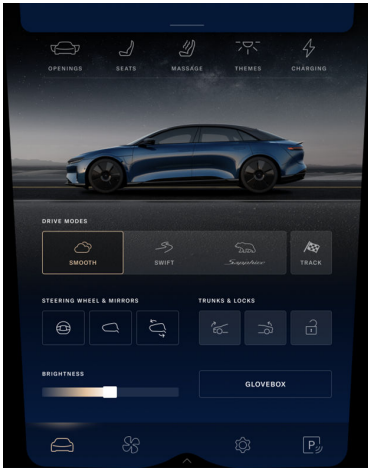 OPENINGS SEATS MASSAGE THEMES CHARGING
DRIVE MODES
SMOOTH SWIFT Sapphire TRACK
STEERING WHEEL & MIRRORS TRUNKS & LOCKS
BRIGHTNESS
GLOVEBOX
P